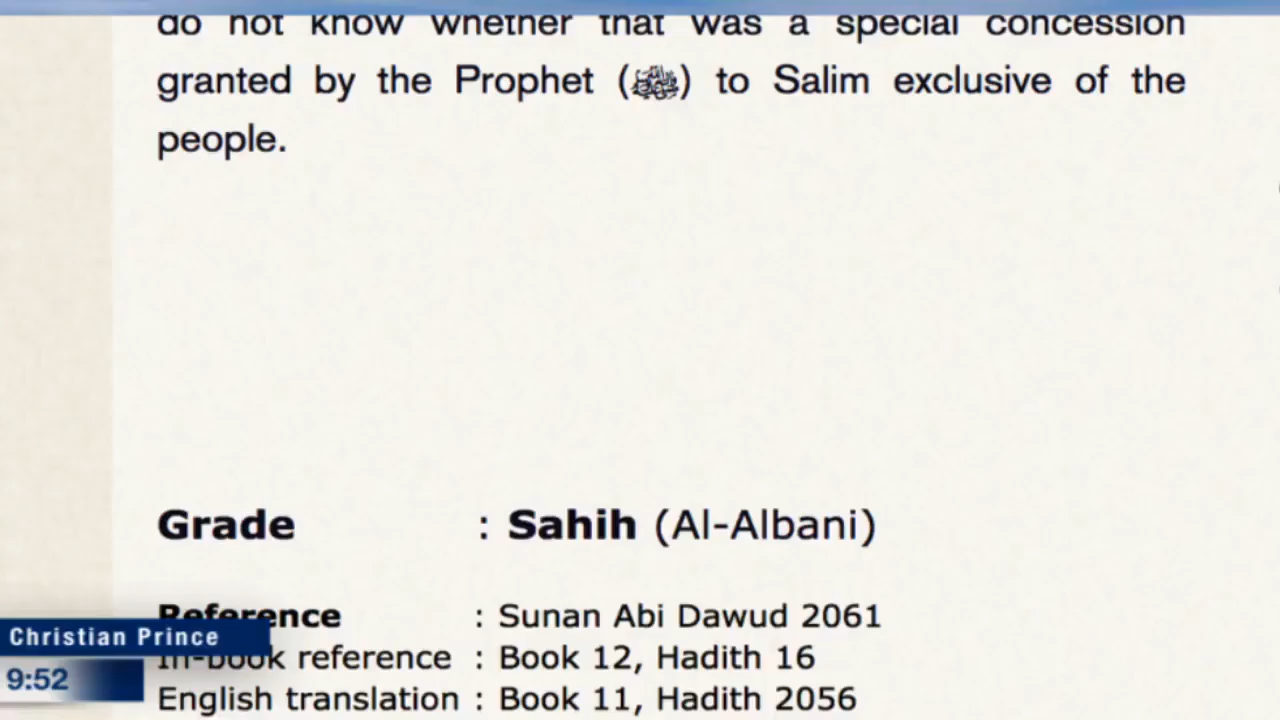 do not know whether that was a special concession
granted by the Prophet (ﷺ) to Salim exclusive of the
people.
Grade : Sahih (Al-Albani)
Reference : Sunan Abi Dawud 2061
In-book reference : Book 12, Hadith 16
English translation : Book 11, Hadith 2056
Christian Prince
9:52